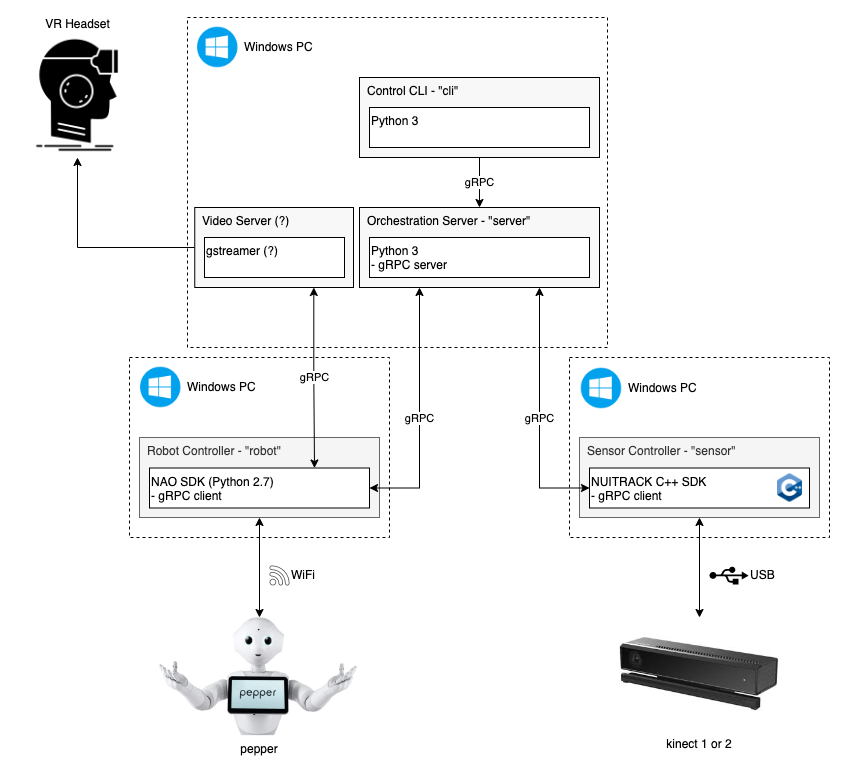 VR Headset
Windows PC
Control CLI - "cli"
Python 3
gRPC
Video Server (?)
gstreamer (?)
Orchestration Server - "server"
Python 3
- gRPC server
gRPC
gRPC
gRPC
Windows PC
Robot Controller - "robot"
NAO SDK (Python 2.7)
- gRPC client
Windows PC
Sensor Controller - "sensor"
NUITRACK C++ SDK
- gRPC client
C++
WiFi
USB
pepper
pepper
kinect 1 or 2